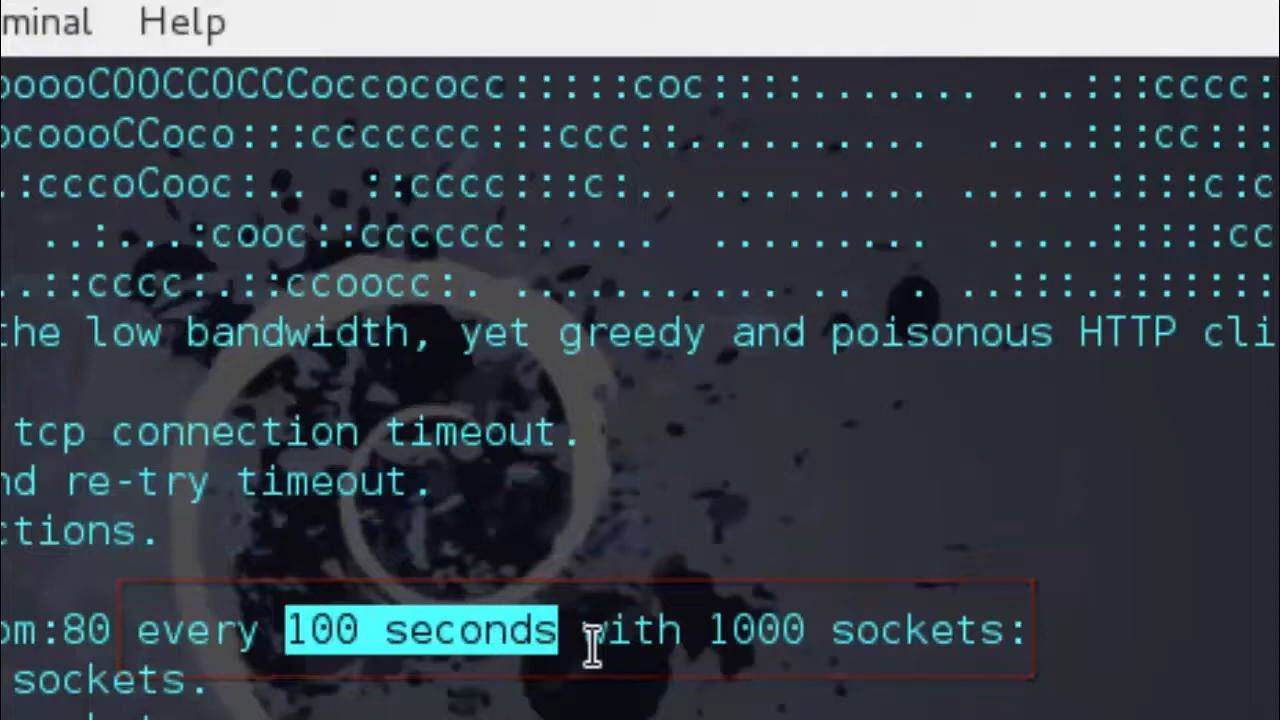 minal Help
ooooCOOCCOCCCoccococc:::::coc::::....... ...:::cccc:
ocoooCCoco:::ccccccc:::ccc::.......... ....:::cc:::
.:cccoCooc:.. ::cccc:::c:.. ......... ......::::c:c
..:...:cooc::cccccc:..... ......... .....:::::cc
..::cccc:.::ccoocc:. ........... .. . ..:::.:::::::
the low bandwidth, yet greedy and poisonous HTTP cli
tcp connection timeout.
nd re-try timeout.
ctions.
om:80 every 100 seconds with 1000 sockets:
sockets.